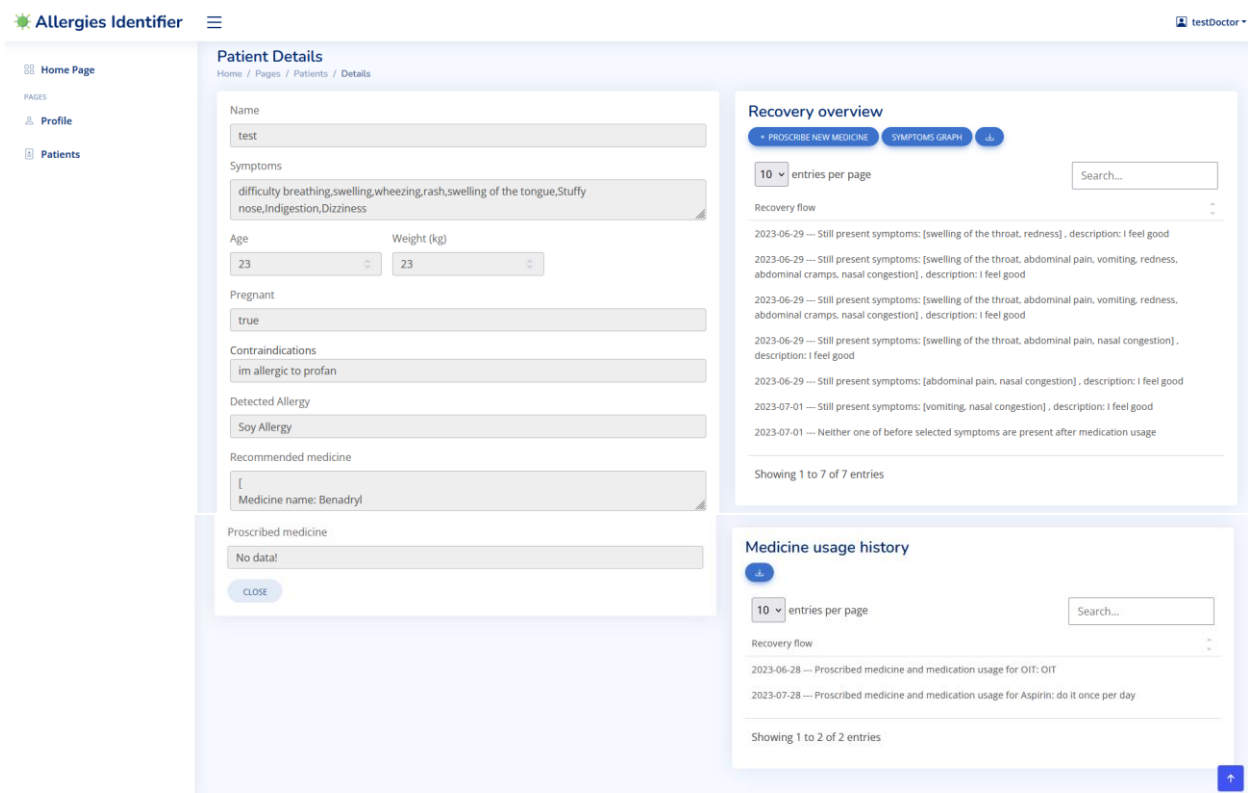 Allergies Identifier
testDoctor
Home Page
PAGES
Profile
Patients
Patient Details
Home / Pages / Patients / Details
Name
test
Symptoms
difficulty breathing,swelling,wheezing,rash,swelling of the tongue,Stuffy
nose,Indigestion,Dizziness
Age
Weight (kg)
23
23
Pregnant
true
Contraindications
im allergic to profan
Detected Allergy
Soy Allergy
Recommended medicine
[
Medicine name: Benadryl
Proscribed medicine
No data!
CLOSE
Recovery overview
+ PROSCRIBE NEW MEDICINE
SYMPTOMS GRAPH
10 entries per page
Search...
Recovery flow
2023-06-29 --- Still present symptoms: [swelling of the throat, redness] , description: I feel good
2023-06-29 --- Still present symptoms: [swelling of the throat, abdominal pain, vomiting, redness,
abdominal cramps, nasal congestion] , description: I feel good
2023-06-29 --- Still present symptoms: [swelling of the throat, abdominal pain, vomiting, redness,
abdominal cramps, nasal congestion] , description: I feel good
2023-06-29 --- Still present symptoms: [swelling of the throat, abdominal pain, nasal congestion] ,
description: I feel good
2023-06-29 --- Still present symptoms: [abdominal pain, nasal congestion] , description: I feel good
2023-07-01 --- Still present symptoms: [vomiting, nasal congestion] , description: I feel good
2023-07-01 --- Neither one of before selected symptoms are present after medication usage
Showing 1 to 7 of 7 entries
Medicine usage history
10 entries per page
Search...
Recovery flow
2023-06-28 --- Proscribed medicine and medication usage for OIT: OIT
2023-07-28 --- Proscribed medicine and medication usage for Aspirin: do it once per day
Showing 1 to 2 of 2 entries